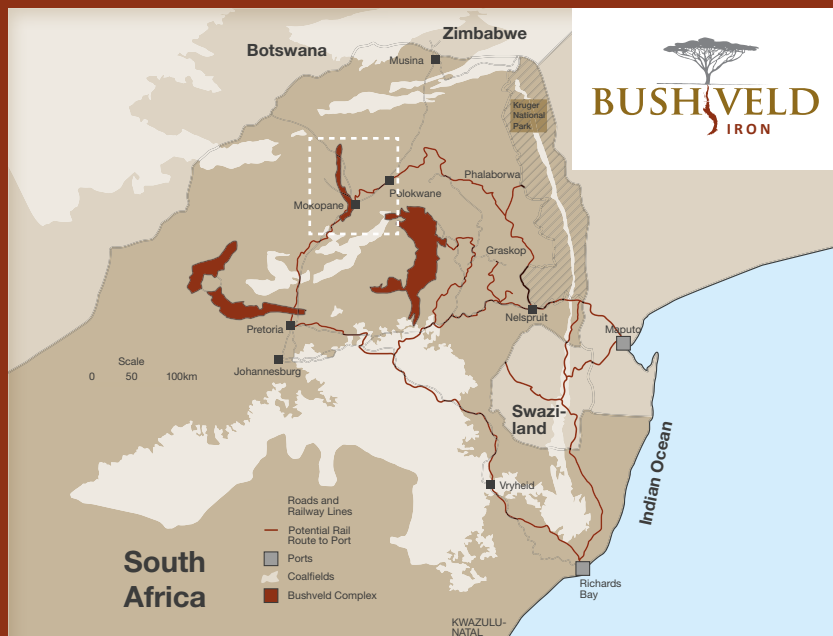 Botswana
Zimbabwe
Musina
Kruger
National
Park
BUSHVELD
IRON
Phalaborwa
Polokwane
Mokopane
Graskop
Nelspruit
Maputo
Pretoria
Johannesburg
Scale
0 50 100km
Swazi-
land
Indian Ocean
Vryheid
Roads and
Railway Lines
Potential Rail
Route to Port
Ports
Coalfields
Bushveld Complex
South
Africa
Richards
Bay
KWAZULU-
NATAL